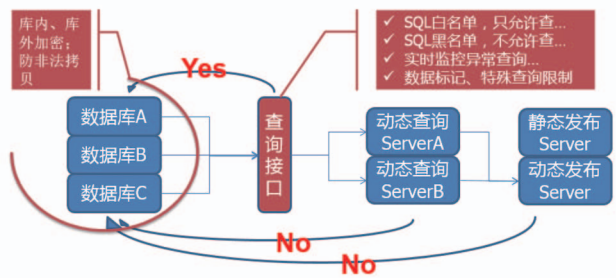 库内、库
外加密；
防非法拷
贝
✓ SQL白名单，只允许查...
✓ SQL黑名单，不允许查...
✓ 实时监控异常查询...
✓ 数据标记、特殊查询限制
Yes
数据库A
数据库B
数据库C
查
询
接
口
动态查询
ServerA
动态查询
ServerB
静态发布
Server
动态发布
Server
No
No